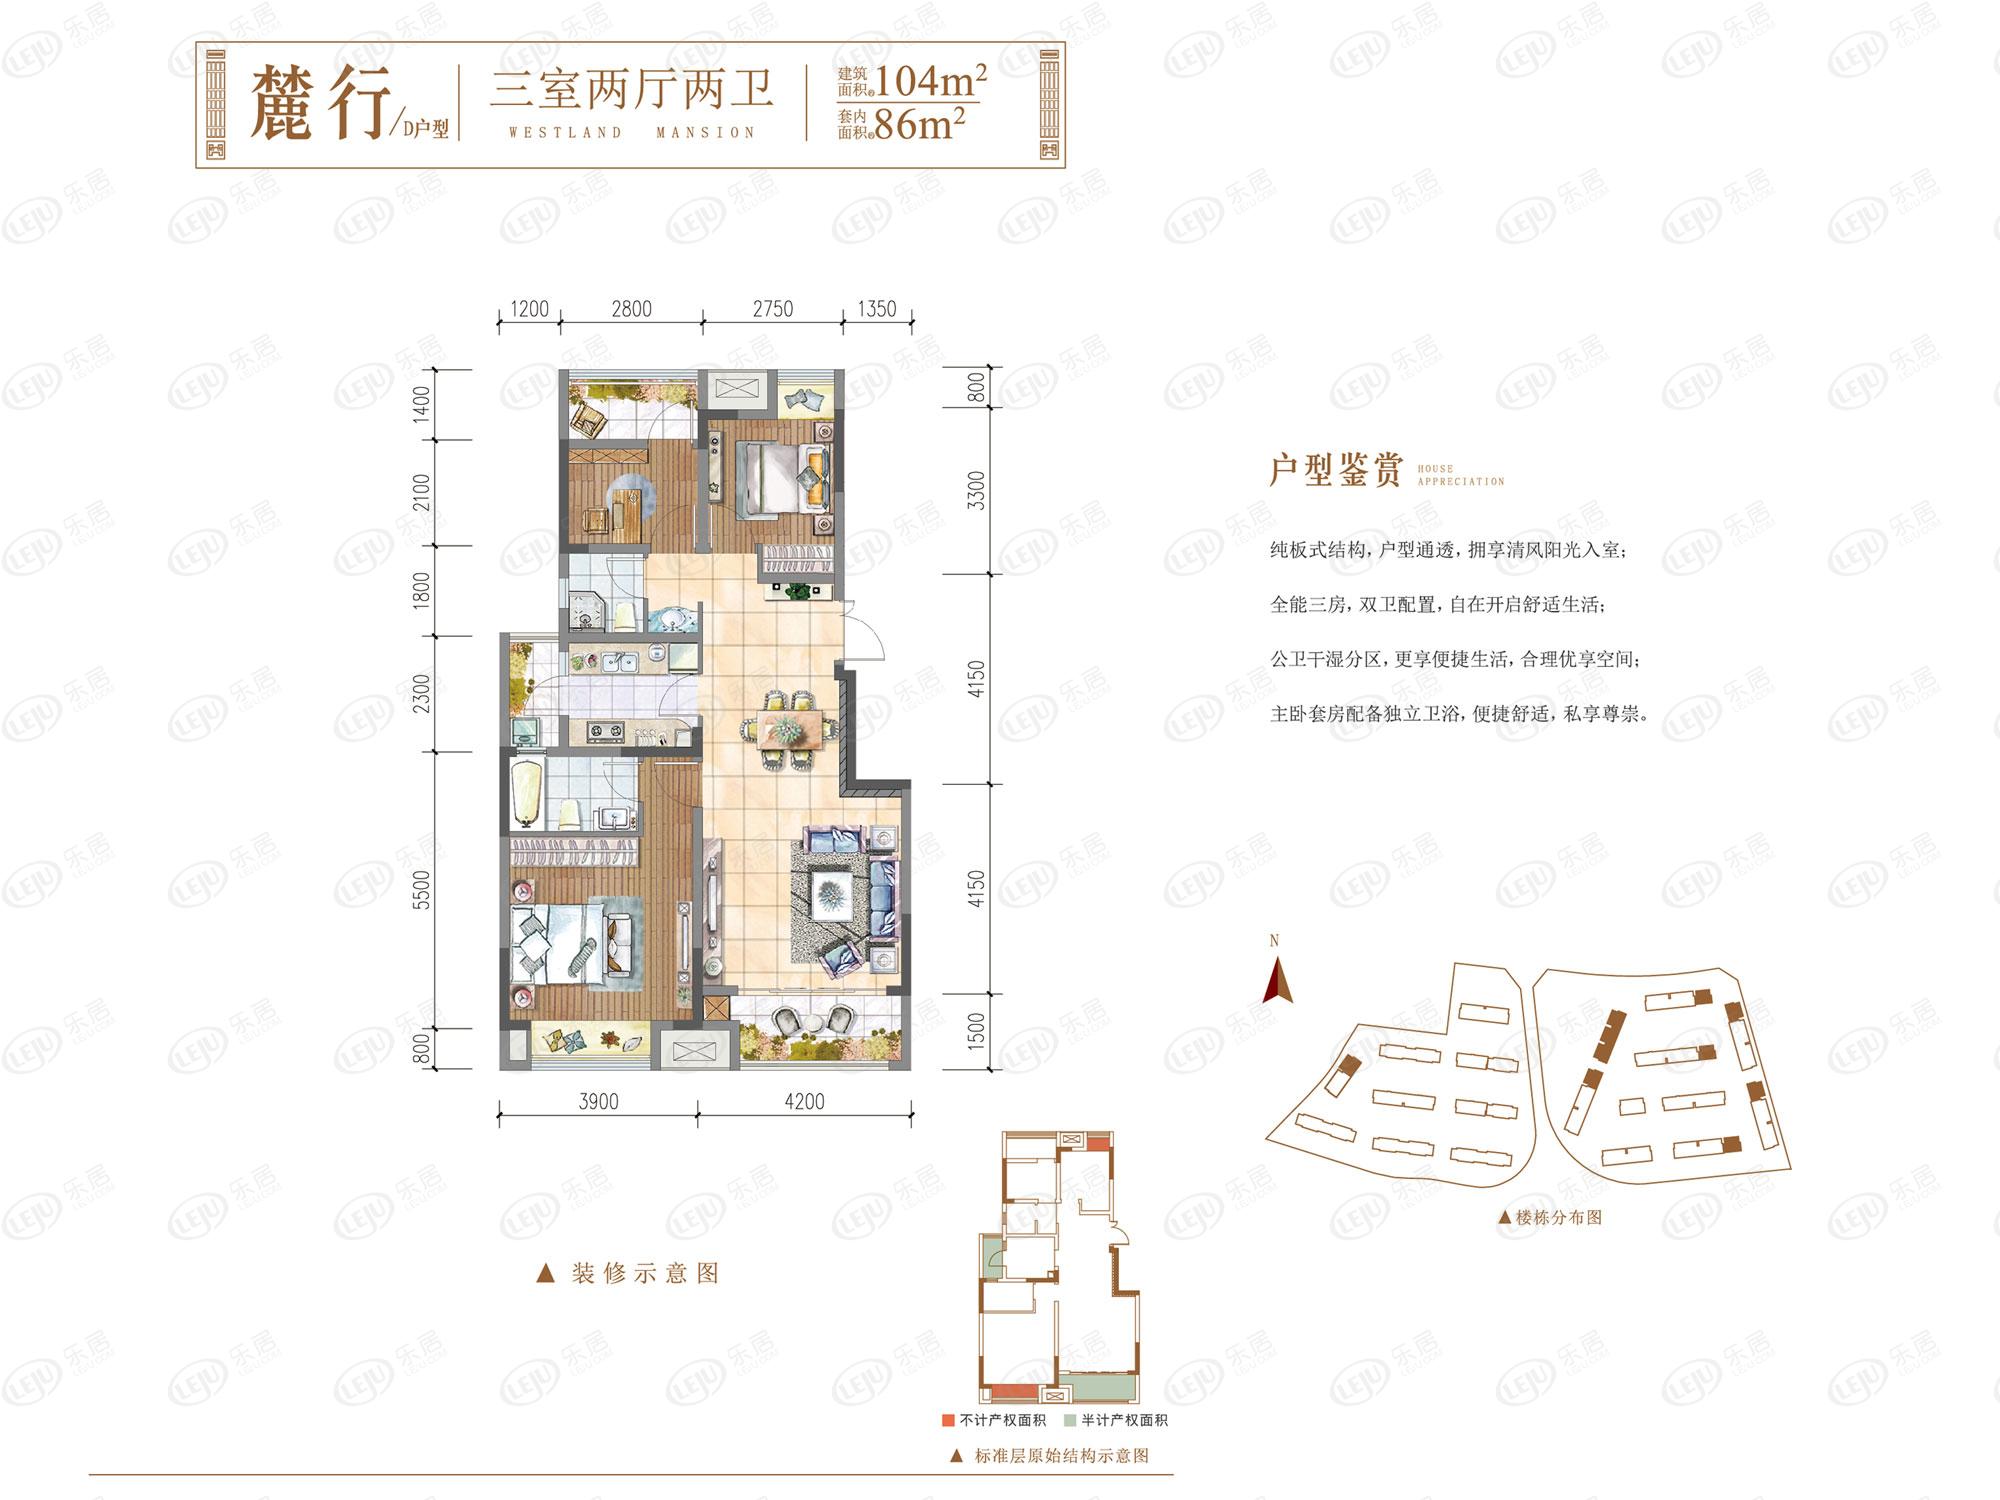 麓行/D户型
三室两厅两卫
WESTLAND MANSION
建筑面积:104m²
套内面积:86m²
1200 2800 2750 1350
1400
2100
1800
2300
5500
800
800
3300
4150
4150
1500
3900 4200
户型鉴赏
HOUSE
APPRECIATION
纯板式结构,户型通透,拥享清风阳光入室;
全能三房,双卫配置,自在开启舒适生活;
公卫干湿分区,更享便捷生活,合理优享空间;
主卧套房配备独立卫浴,便捷舒适,私享尊崇。
N
▲楼栋分布图
▲ 装修示意图
不计产权面积 半计产权面积
▲ 标准层原始结构示意图
LEJU 乐居
LEJU.COM